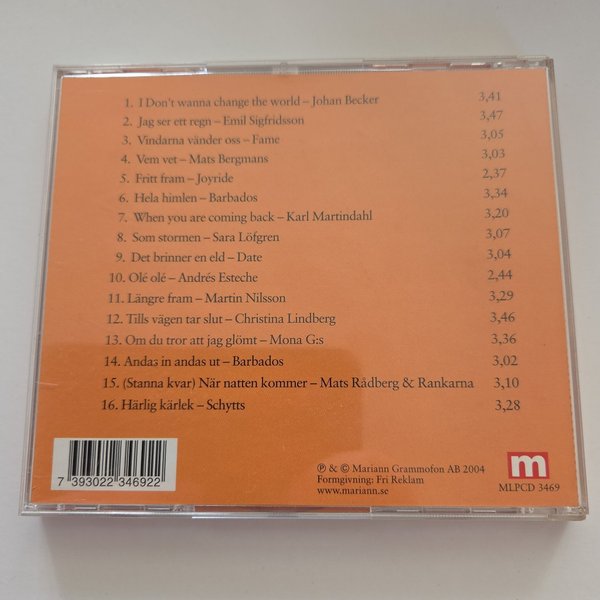 1. I Don't wanna change the world – Johan Becker 3,41
2. Jag ser ett regn – Emil Sigfridsson 3,47
3. Vindarna vänder oss – Fame 3,05
4. Vem vet – Mats Bergmans 3,03
5. Fritt fram – Joyride 2,37
6. Hela himlen – Barbados 3,34
7. When you are coming back – Karl Martindahl 3,20
8. Som stormen – Sara Löfgren 3,07
9. Det brinner en eld – Date 3,04
10. Olé olé – Andrés Esteche 2,44
11. Längre fram – Martin Nilsson 3,29
12. Tills vägen tar slut – Christina Lindberg 3,46
13. Om du tror att jag glömt – Mona G:s 3,36
14. Andas in andas ut – Barbados 3,02
15. (Stanna kvar) När natten kommer – Mats Rådberg & Rankarna 3,10
16. Härlig kärlek – Schytts 3,28
7 393022 346922
℗ & © Mariann Grammofon AB 2004
Formgivning: Fri Reklam
www.mariann.se
m
MLPCD 3469